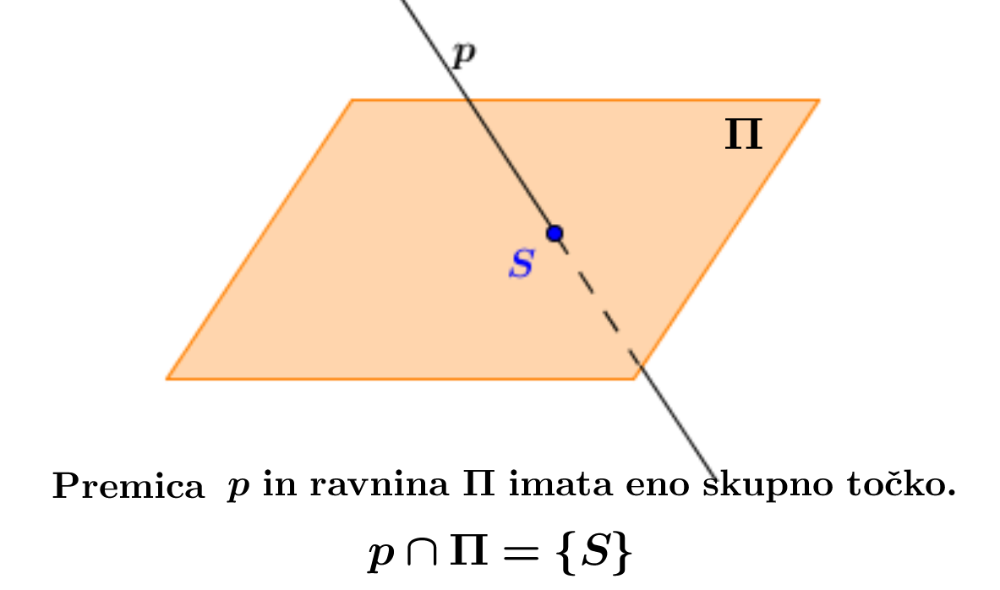 p
Π
S
Premica p in ravnina Π imata eno skupno točko.
p ∩ Π = {S}